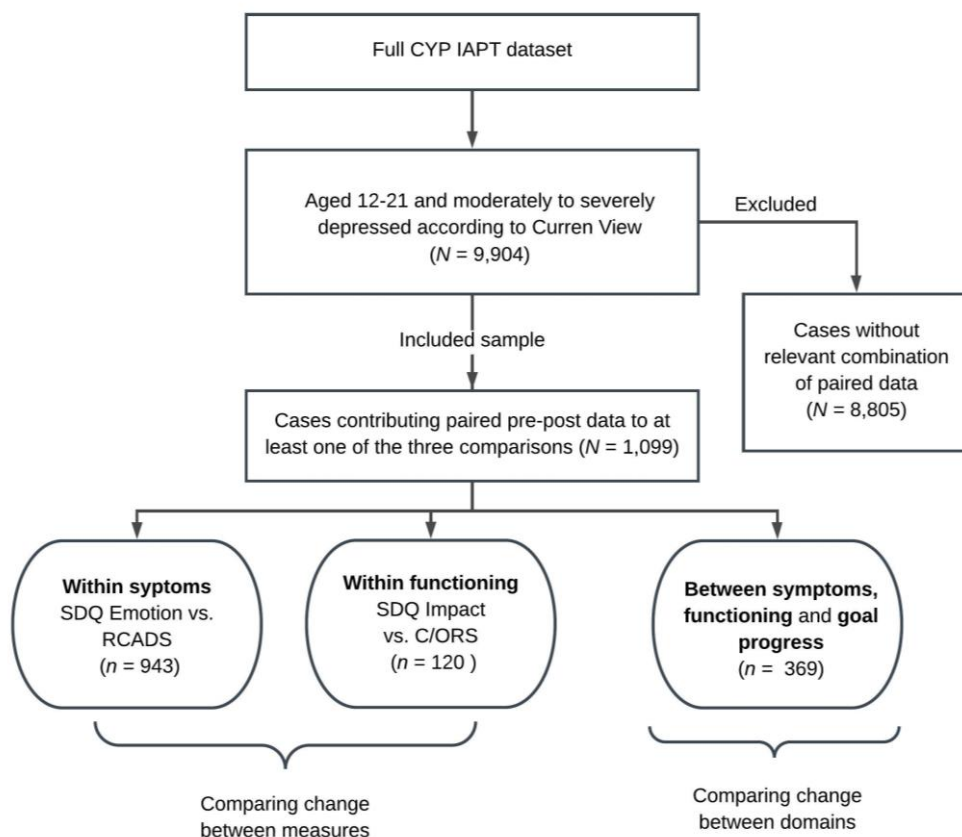 Full CYP IAPT dataset
Aged 12-21 and moderately to severely
depressed according to Curren View
(N = 9,904)
Excluded
Cases without
relevant combination
of paired data
(N = 8,805)
Included sample
Cases contributing paired pre-post data to at
least one of the three comparisons (N = 1,099)
Within syptoms
SDQ Emotion vs.
RCADS
(n = 943)
Within functioning
SDQ Impact
vs. C/ORS
(n = 120 )
Between symptoms,
functioning and goal
progress
(n = 369)
Comparing change
between measures
Comparing change
between domains